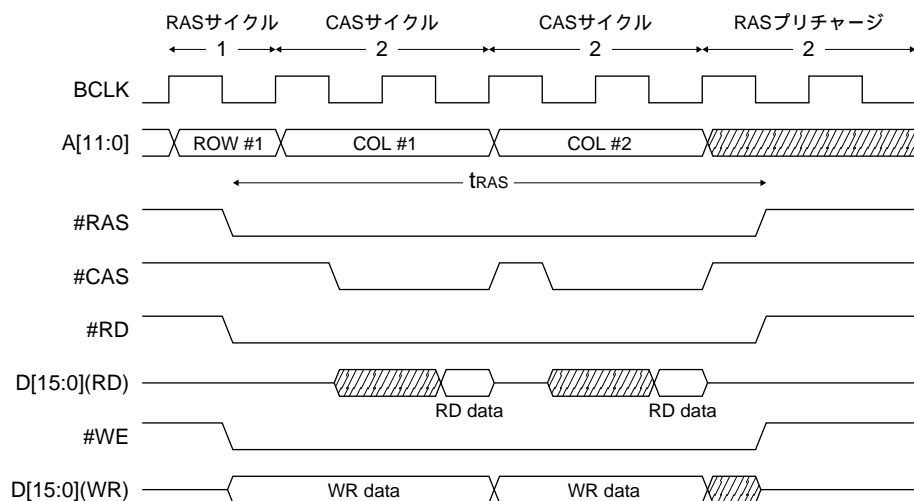 RASサイクル CASサイクル CASサイクル RASプリチャージ
1 2 2 2
BCLK
A[11:0] ROW #1 COL #1 COL #2
tRAS
#RAS
#CAS
#RD
D[15:0](RD)
RD data RD data
#WE
D[15:0](WR) WR data WR data